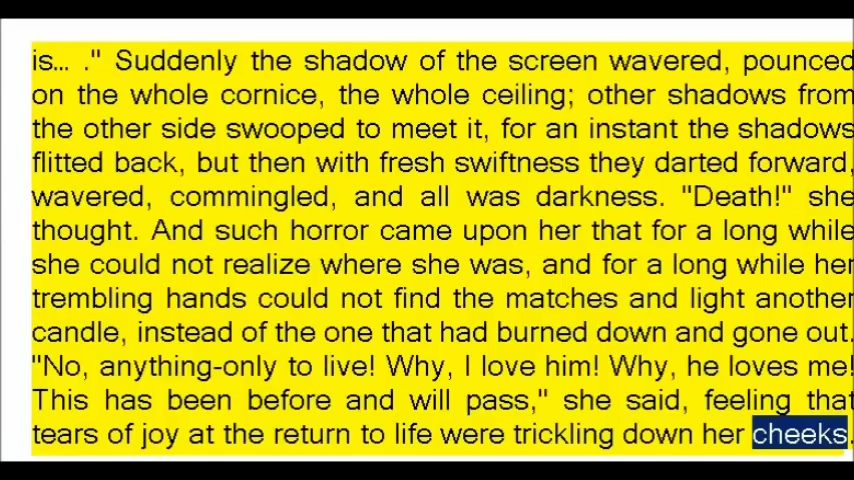 is... ." Suddenly the shadow of the screen wavered, pounced
on the whole cornice, the whole ceiling; other shadows from
the other side swooped to meet it, for an instant the shadows
flitted back, but then with fresh swiftness they darted forward,
wavered, commingled, and all was darkness. "Death!" she
thought. And such horror came upon her that for a long while
she could not realize where she was, and for a long while her
trembling hands could not find the matches and light another
candle, instead of the one that had burned down and gone out.
"No, anything-only to live! Why, I love him! Why, he loves me!
This has been before and will pass," she said, feeling that
tears of joy at the return to life were trickling down her cheeks.